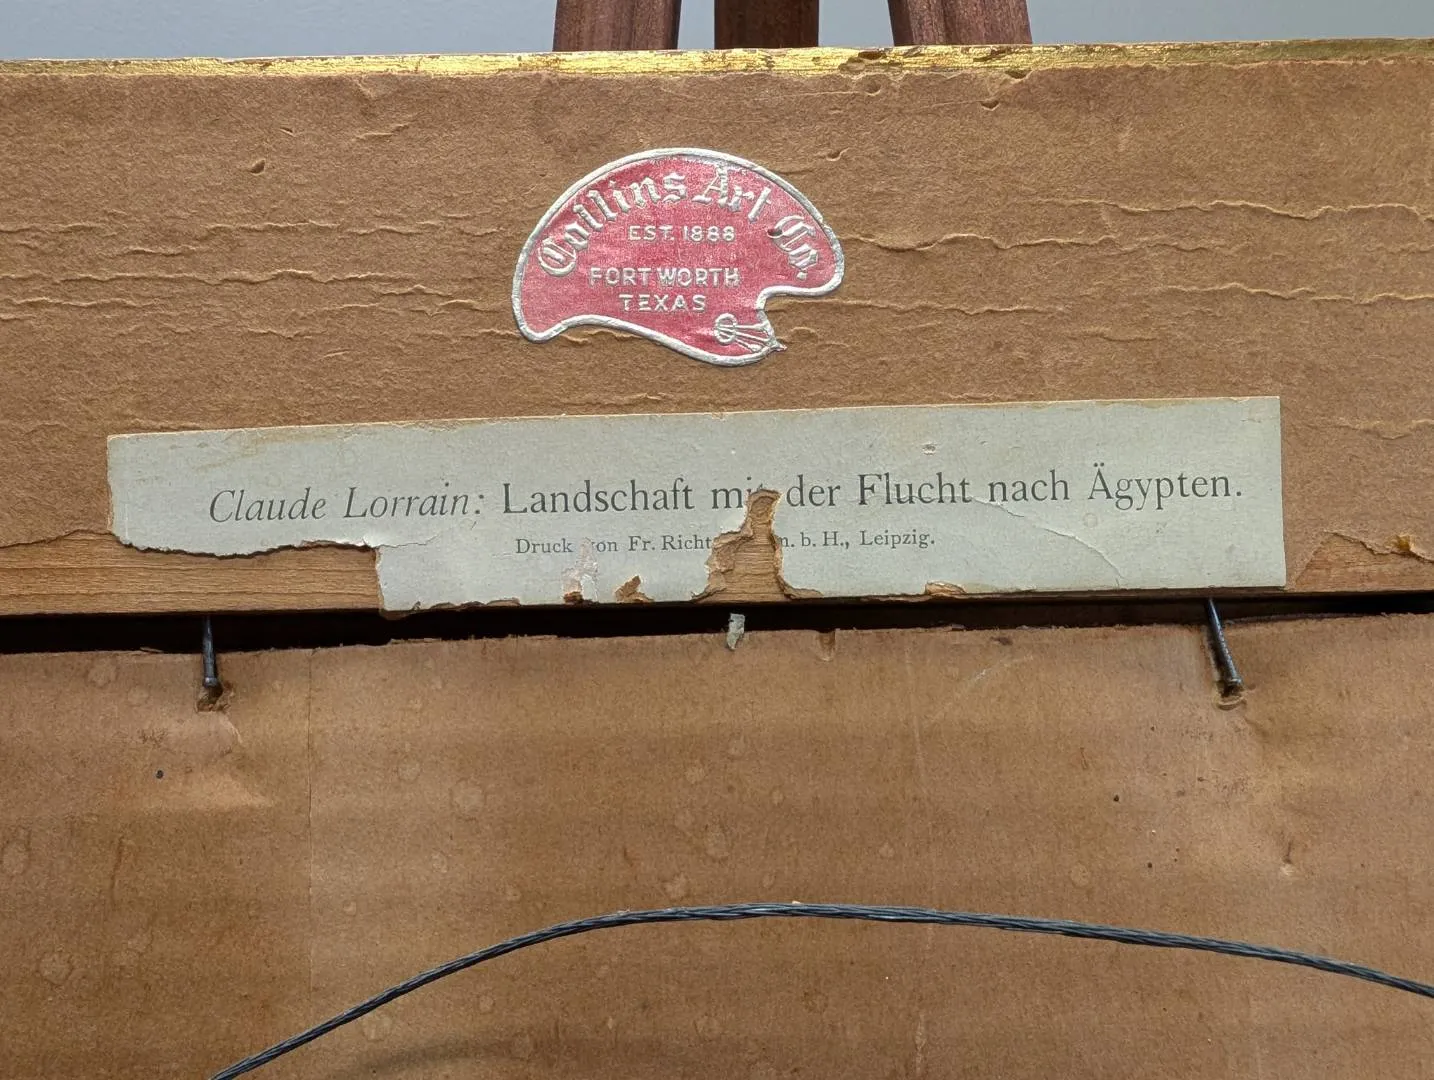 Collins Art Co.
EST. 1888
FORT WORTH
TEXAS
Claude Lorrain: Landschaft mit der Flucht nach Ägypten.
Druck von Fr. Richt m. b. H., Leipzig.